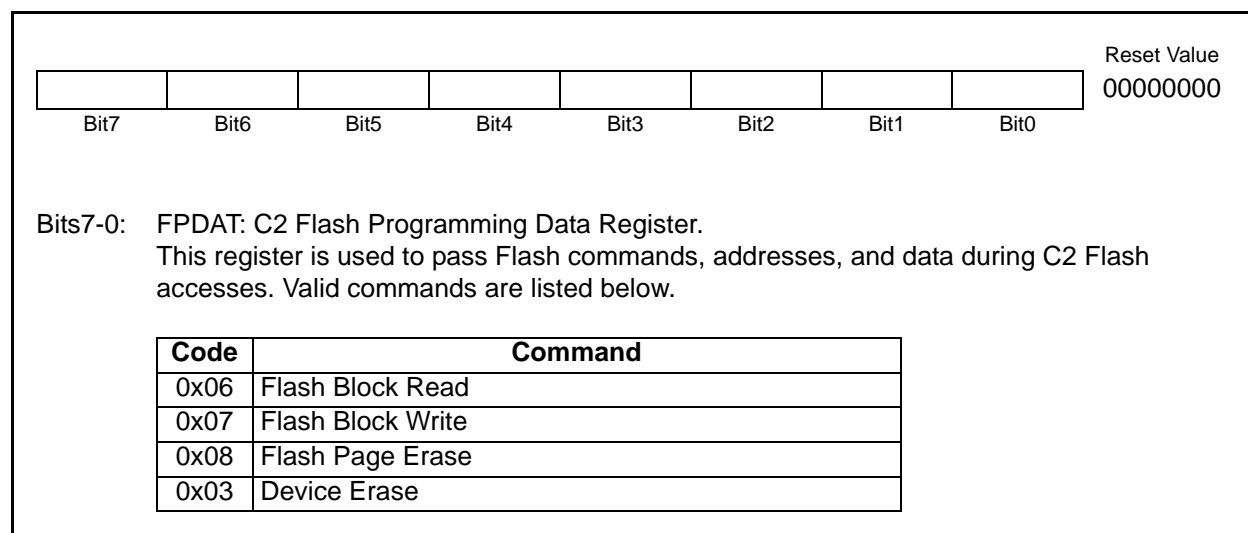 Reset Value
00000000
Bit7 Bit6 Bit5 Bit4 Bit3 Bit2 Bit1 Bit0
Bits7-0: FPDAT: C2 Flash Programming Data Register.
This register is used to pass Flash commands, addresses, and data during C2 Flash
accesses. Valid commands are listed below.
Code Command
0x06 Flash Block Read
0x07 Flash Block Write
0x08 Flash Page Erase
0x03 Device Erase